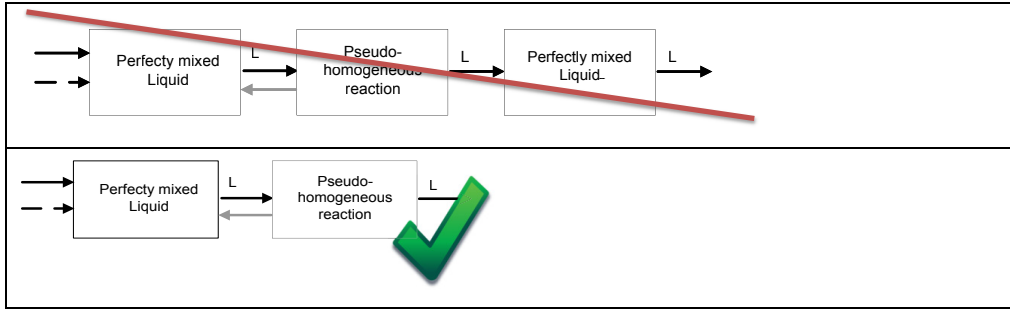 Perfecty mixed
Liquid
L
Pseudo-
homogeneous
reaction
L
Perfectly mixed
Liquid
L
Perfecty mixed
Liquid
L
Pseudo-
homogeneous
reaction
L